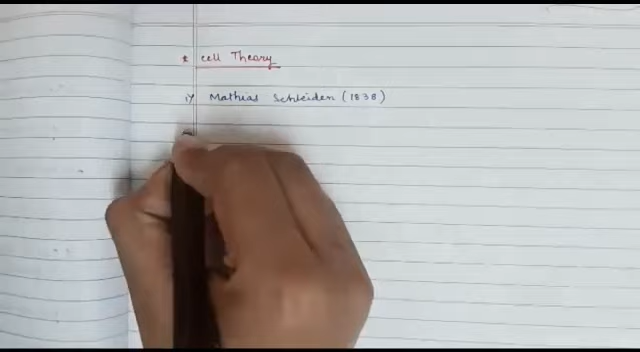 * cell Theory
i) Mathias Schleiden (1838)